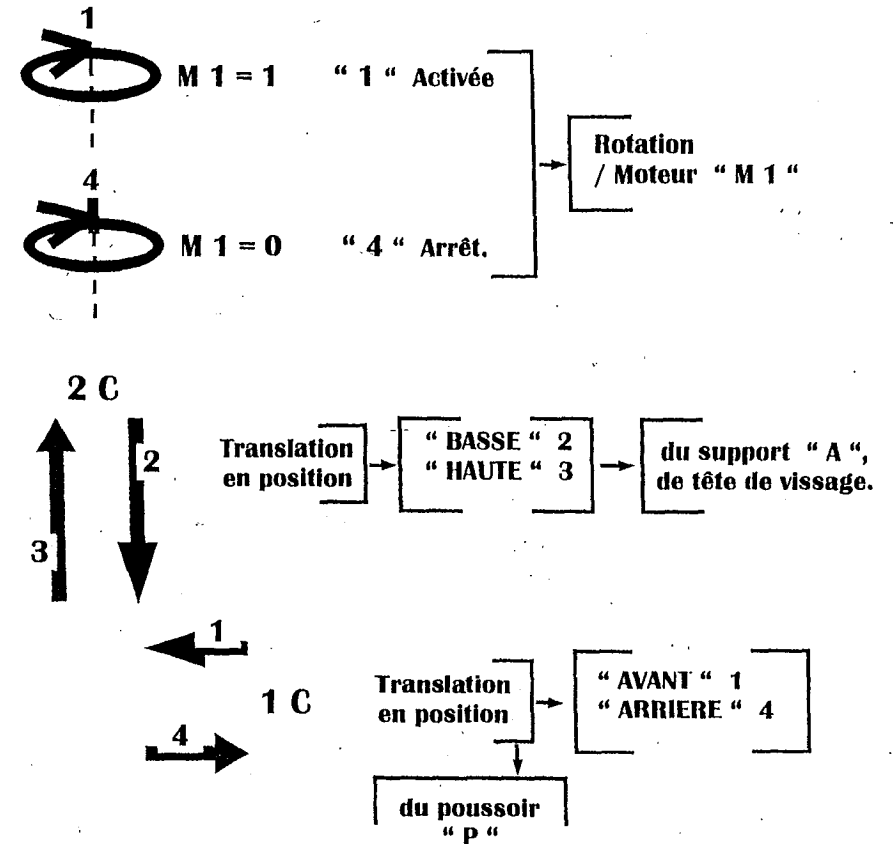 1
M 1 = 1 “ 1 “ Activée
Rotation
/ Moteur “ M 1 “
4
M 1 = 0 “ 4 “ Arrêt.
2 C
2
3
Translation
en position
“ BASSE “ 2
“ HAUTE “ 3
du support “ A “,
de tête de vissage.
1
1 C
4
Translation
en position
“ AVANT “ 1
“ ARRIERE “ 4
du poussoir
“ P “